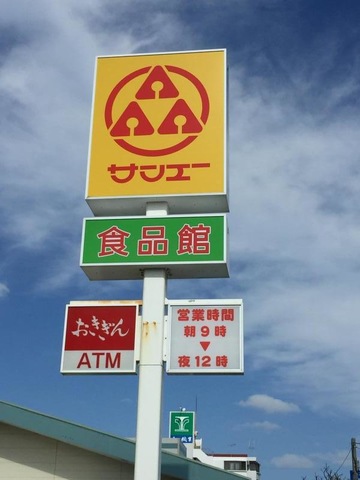 サンエー
食品館
おきぎん
ATM
営業時間
朝9時
▼
夜12時